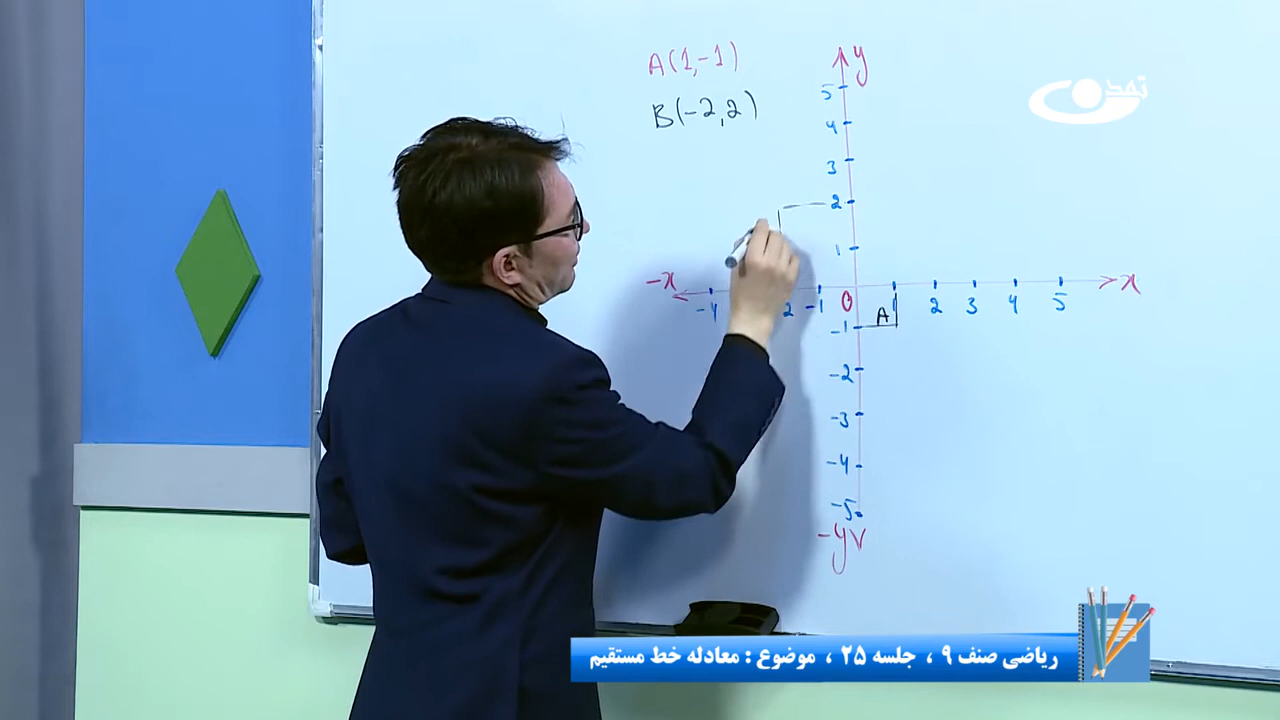 A(1,-1)
B(-2,2)
y
5
4
3
2
1
-x
-4
2
-1
0
1
2
3
4
5
x
A
-1
-2
-3
-4
-5
-y
تمدن
ریاضی صنف ۹ ، جلسه ۲۵ ، موضوع : معادله خط مستقیم